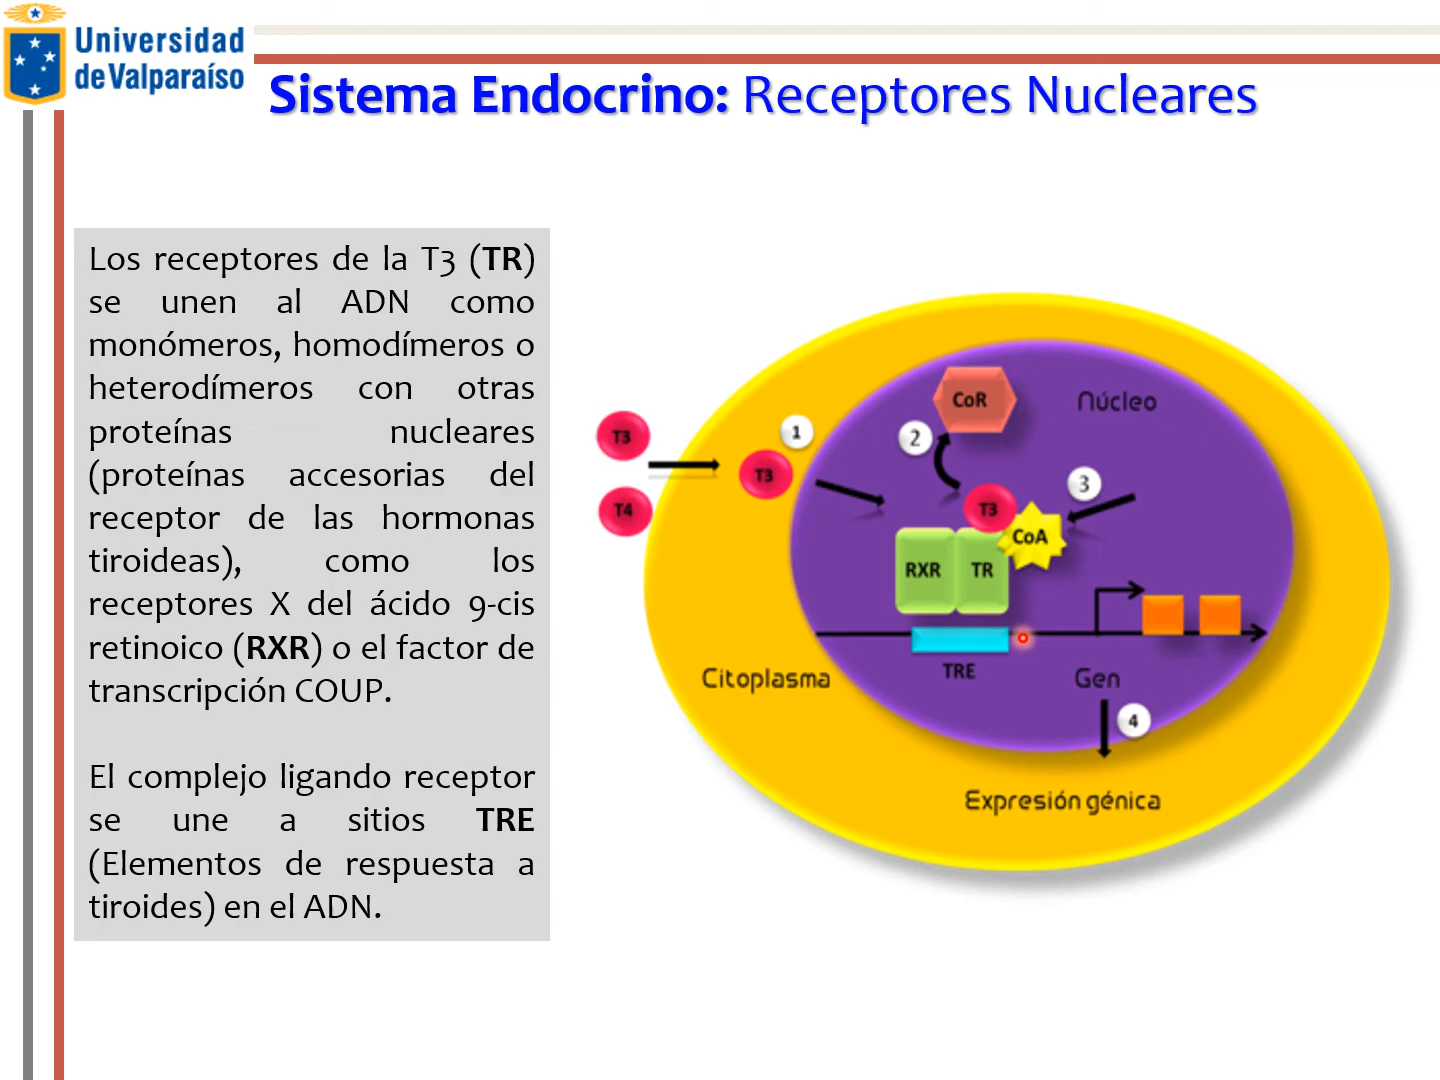 Universidad
de Valparaíso
Sistema Endocrino: Receptores Nucleares
Los receptores de la T3 (TR)
se unen al ADN como
monómeros, homodímeros o
heterodímeros con otras
proteínas nucleares
(proteínas accesorias del
receptor de las hormonas
tiroideas), como los
receptores X del ácido 9-cis
retinoico (RXR) o el factor de
transcripción COUP.
El complejo ligando receptor
se une a sitios TRE
(Elementos de respuesta a
tiroides) en el ADN.
CoR
Núcleo
T3
1
2
T3
3
T4
T3
CoA
RXR
TR
TRE
Citoplasma
Gen
4
Expresión génica